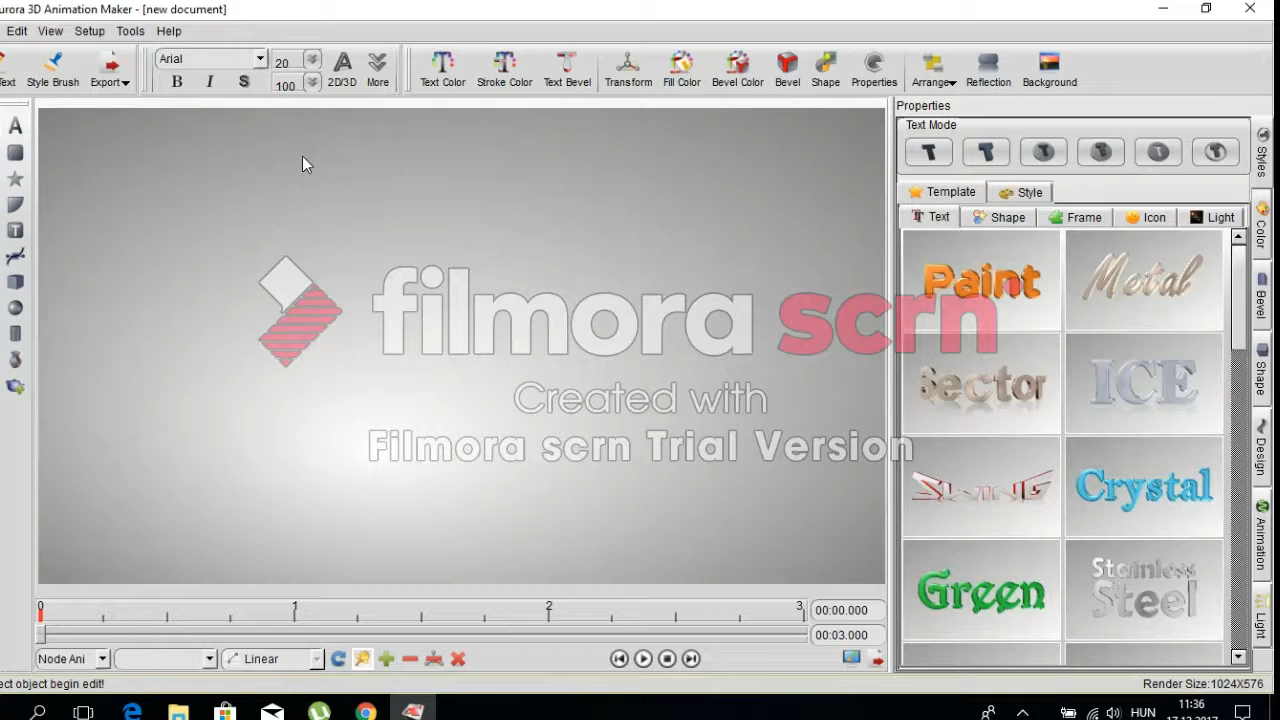 urora 3D Animation Maker - [new document]
Edit View Setup Tools Help
Text Style Brush Export Arial 20 100 B I S 2D/3D More Text Color Stroke Color Text Bevel Transform Fill Color Bevel Color Bevel Shape Properties Arrange Reflection Background
Properties
Text Mode
Template Style
Text Shape Frame Icon Light
Paint Metal
Sector ICE
SWING Crystal
Green Stainless Steel
Styles
Color
Bevel
Shape
Design
Animation
Light
filmora scrn
Created with
Filmora scrn Trial Version
0 1 2 3 00:00.000
00:03.000
Node Ani Linear
ect object begin edit! Render Size:1024X576
HUN 11:36
17.12.2017